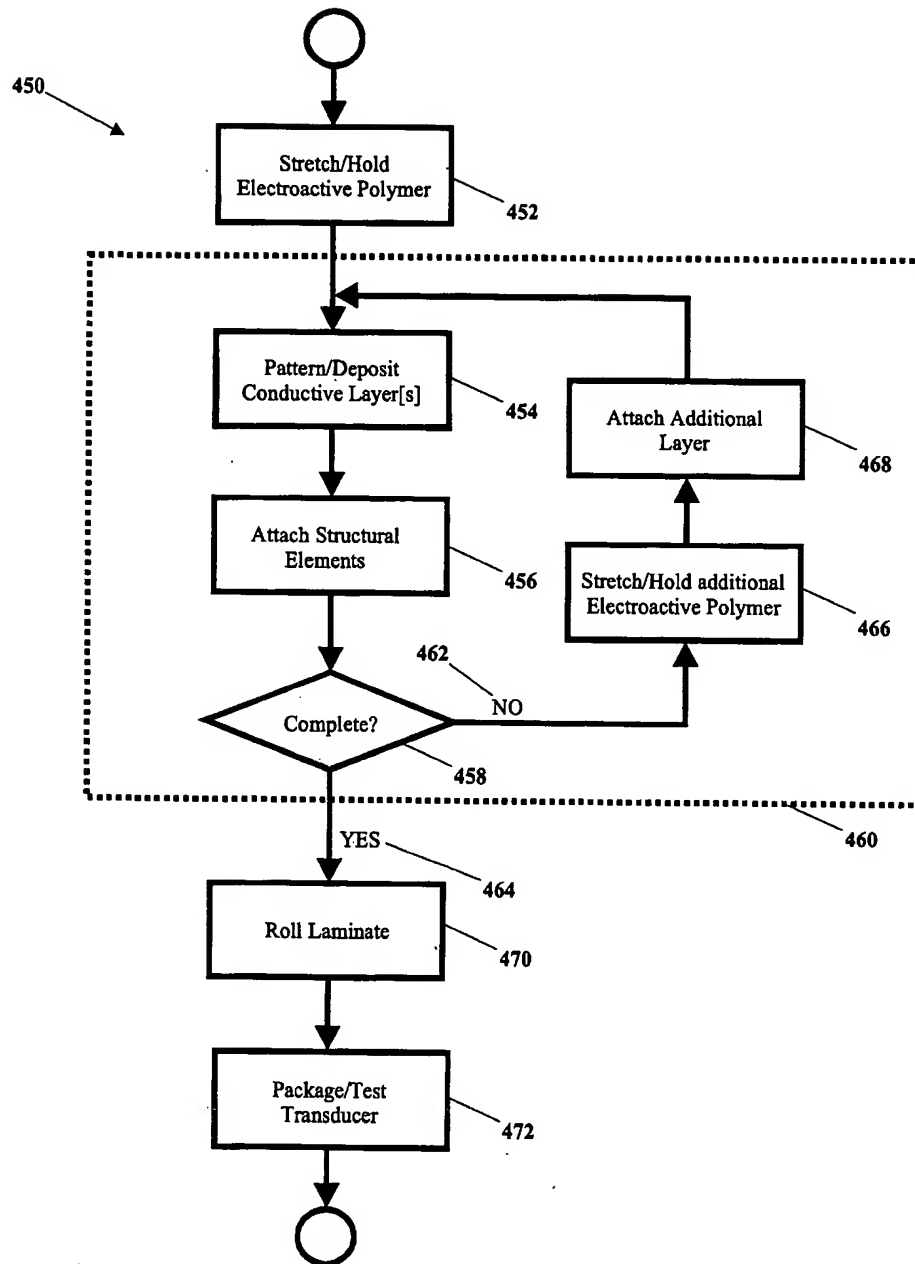 450
Stretch/Hold
Electroactive Polymer
452
Pattern/Deposit
Conductive Layer[s]
454
Attach Additional
Layer
468
Attach Structural
Elements
456
Stretch/Hold additional
Electroactive Polymer
466
462
NO
Complete?
458
460
YES
464
Roll Laminate
470
Package/Test
Transducer
472